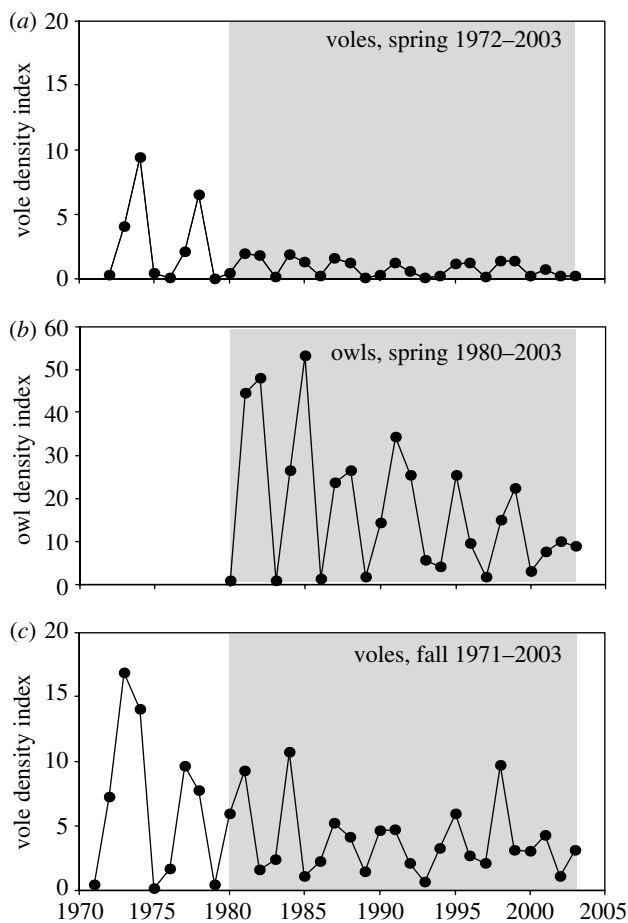 (a)
20
voles, spring 1972–2003
15
10
5
0
vole density index
(b)
60
owls, spring 1980–2003
50
40
30
20
10
0
owl density index
(c)
20
voles, fall 1971–2003
15
10
5
0
vole density index
1970 1975 1980 1985 1990 1995 2000 2005